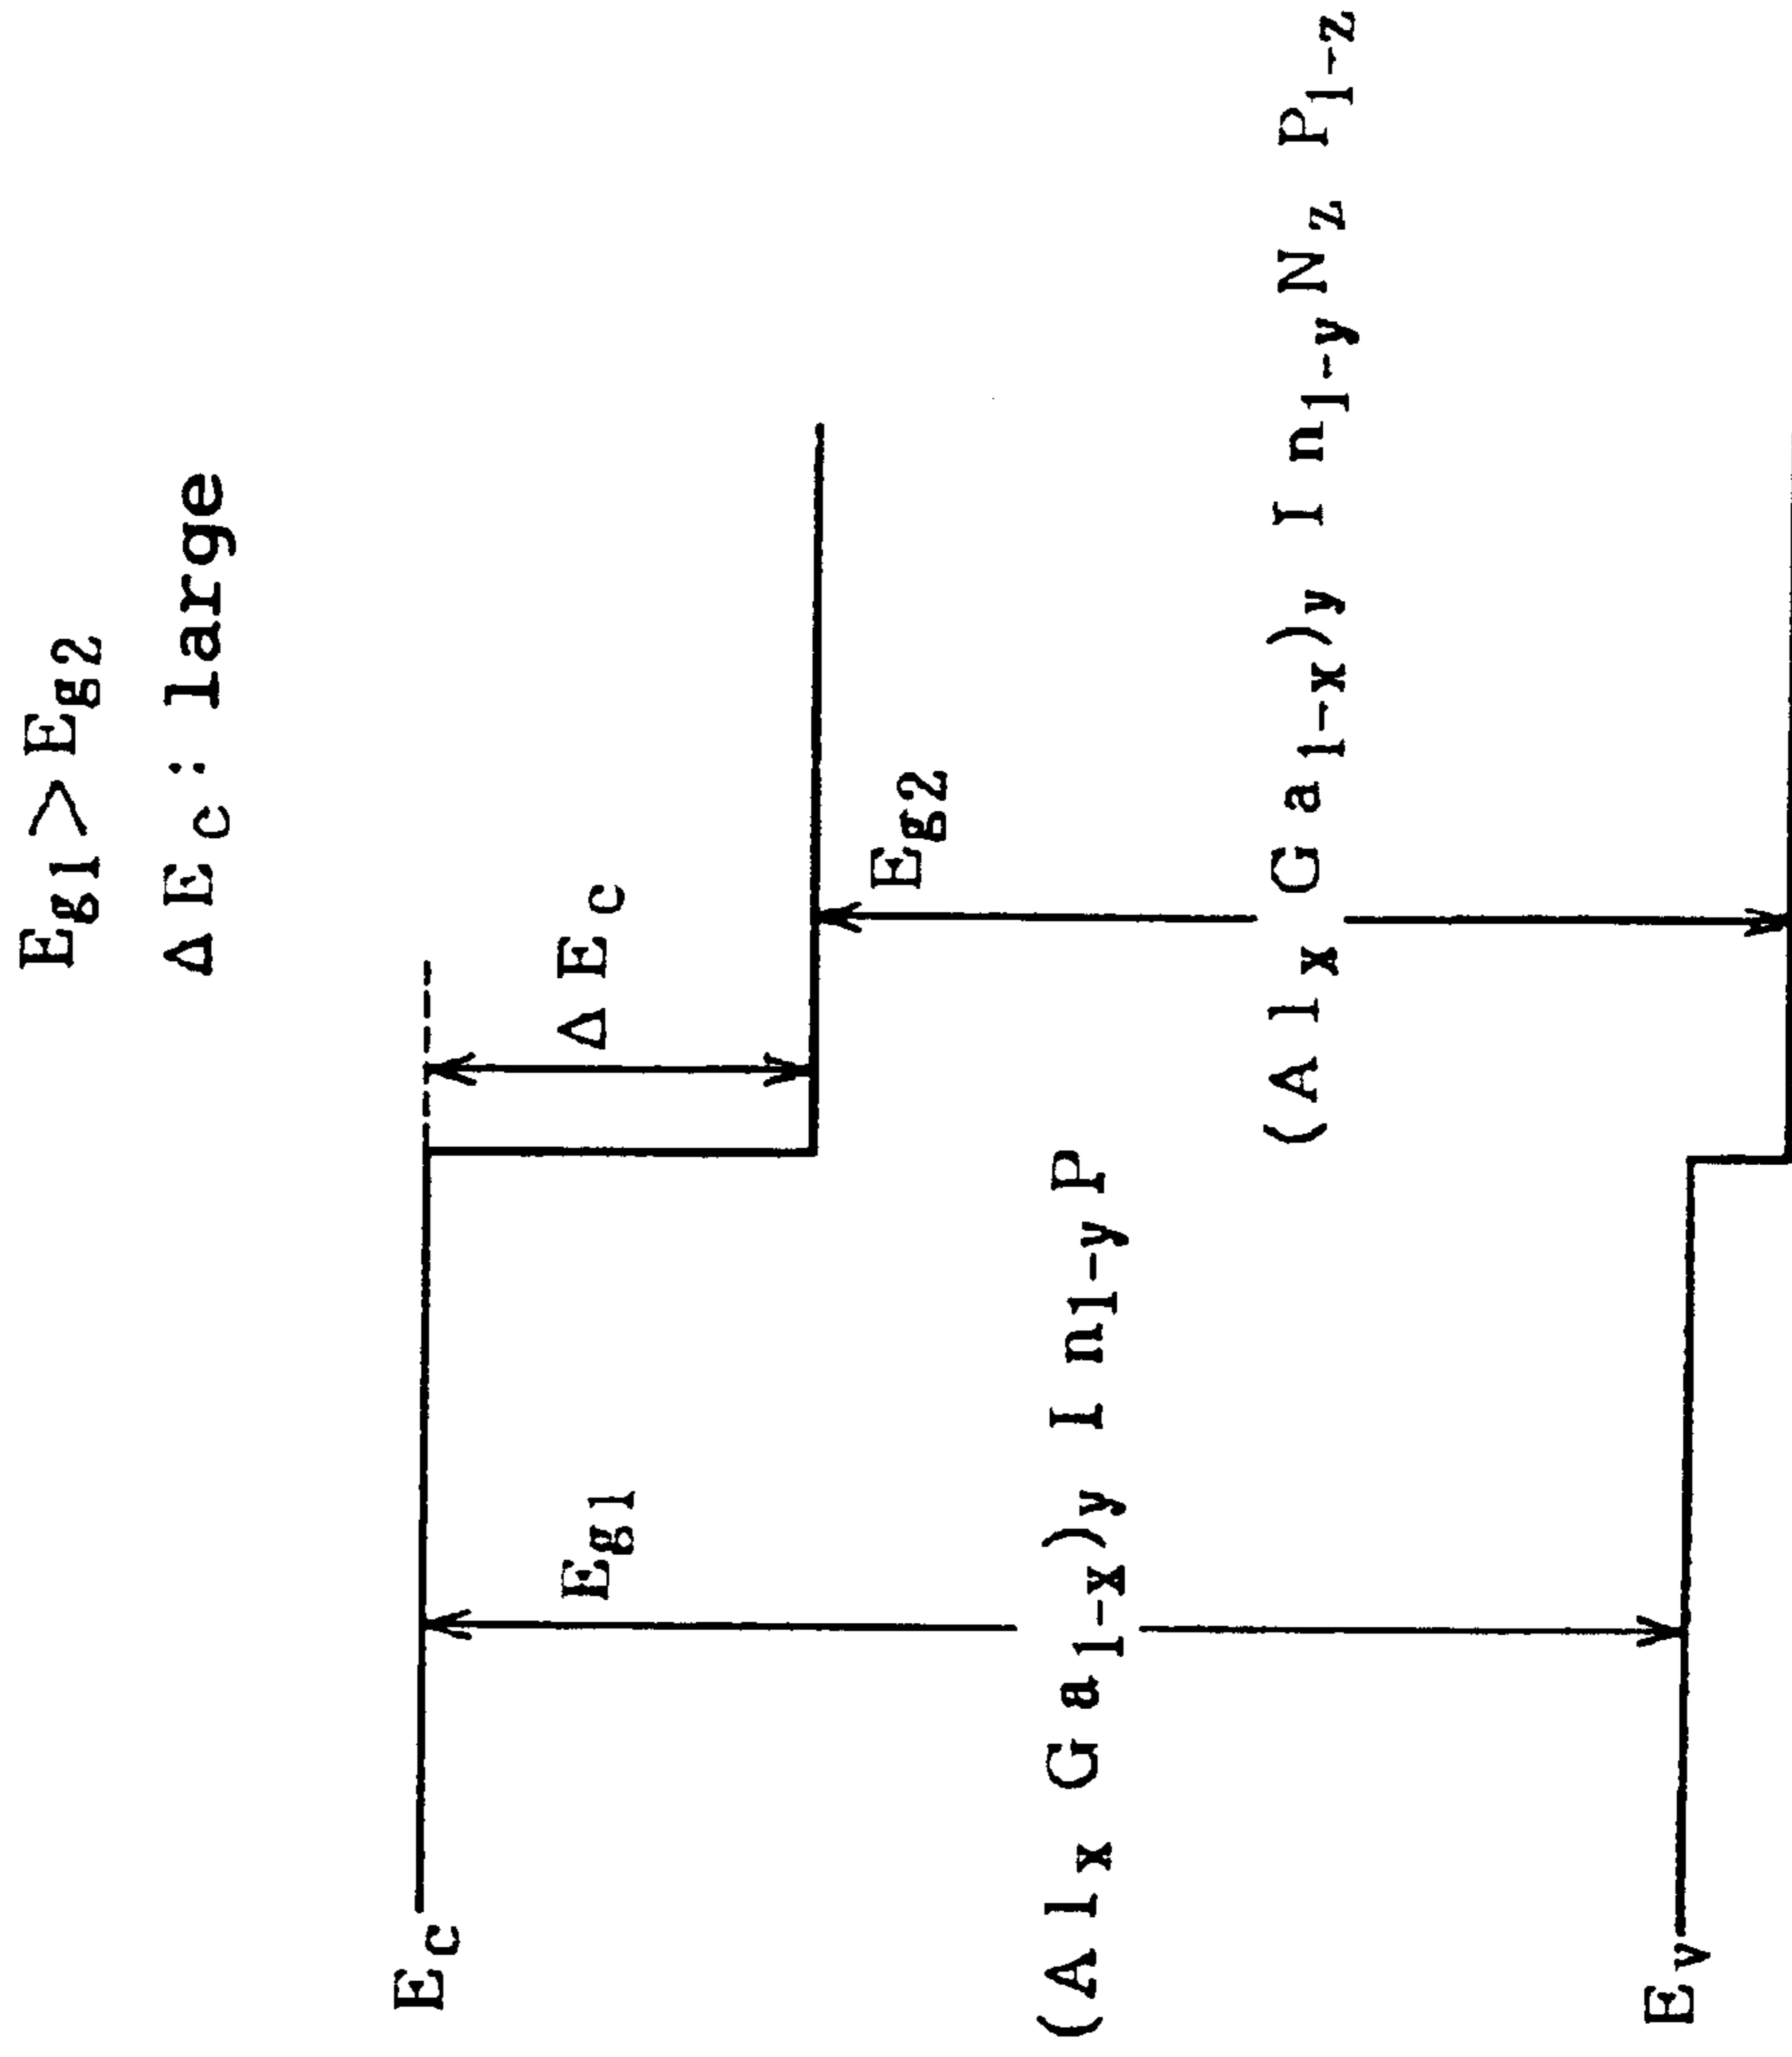 Eg1>Eg2
ΔEc: large
Ec
ΔEc
Eg1
Eg2
(AlxGa1-x)yIn1-yP
(AlxGa1-x)yIn1-yNzP1-z
Ev